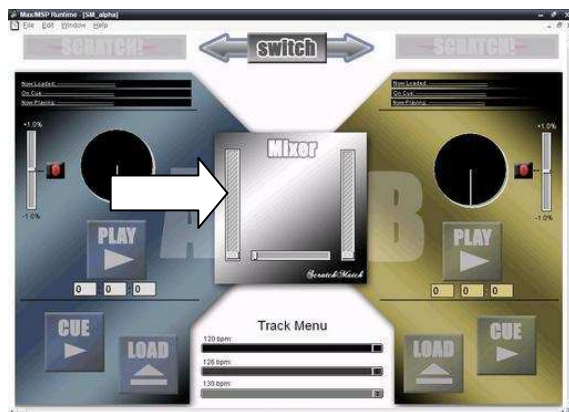 Max/MSP Runtime - [SM_alpha]
File Edit Window Help
SCRATCH!
switch
SCRATCH!
Now Loaded:
On Cue:
Now Playing:
Now Loaded:
On Cue:
Now Playing:
+1.0%
+1.0%
Mixer
0
0
A
B
-1.0%
-1.0%
PLAY
PLAY
ScratchMatch
0 0 0
0 0 0
CUE
LOAD
Track Menu
LOAD
CUE
120 bpm:
126 bpm:
130 bpm: